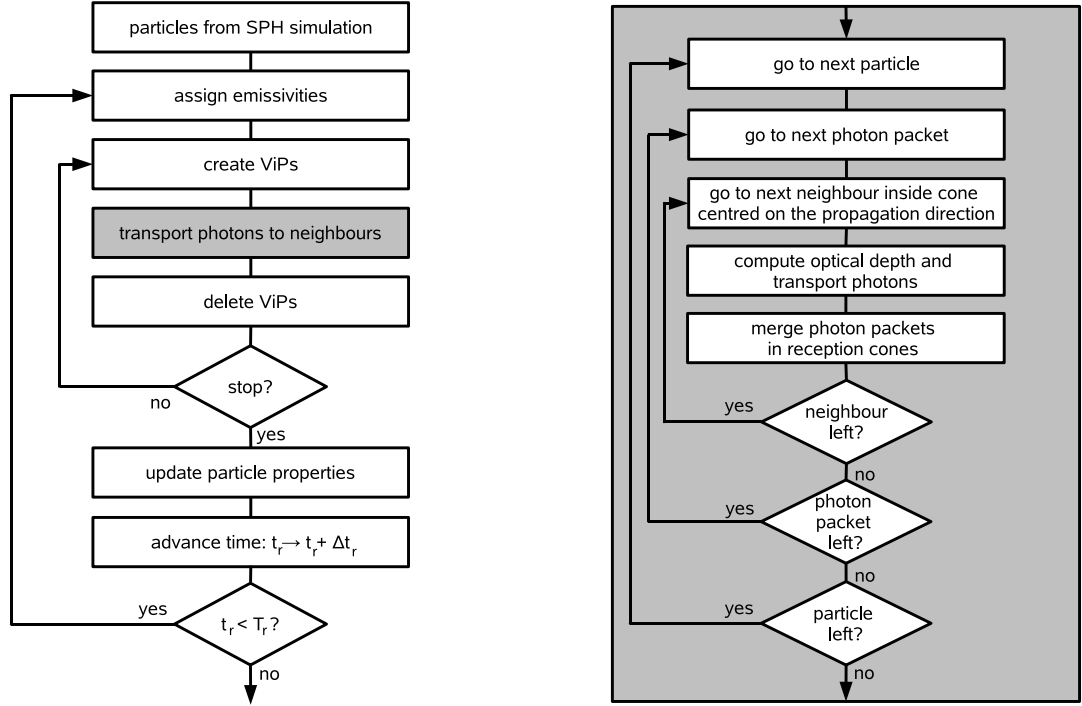 particles from SPH simulation
assign emissivities
create ViPs
transport photons to neighbours
delete ViPs
stop?
no
yes
update particle properties
advance time: t_r → t_r + Δt_r
yes
t_r < T_r?
no
go to next particle
go to next photon packet
go to next neighbour inside cone
centred on the propagation direction
compute optical depth and
transport photons
merge photon packets
in reception cones
yes
neighbour
left?
no
yes
photon
packet
left?
no
yes
particle
left?
no